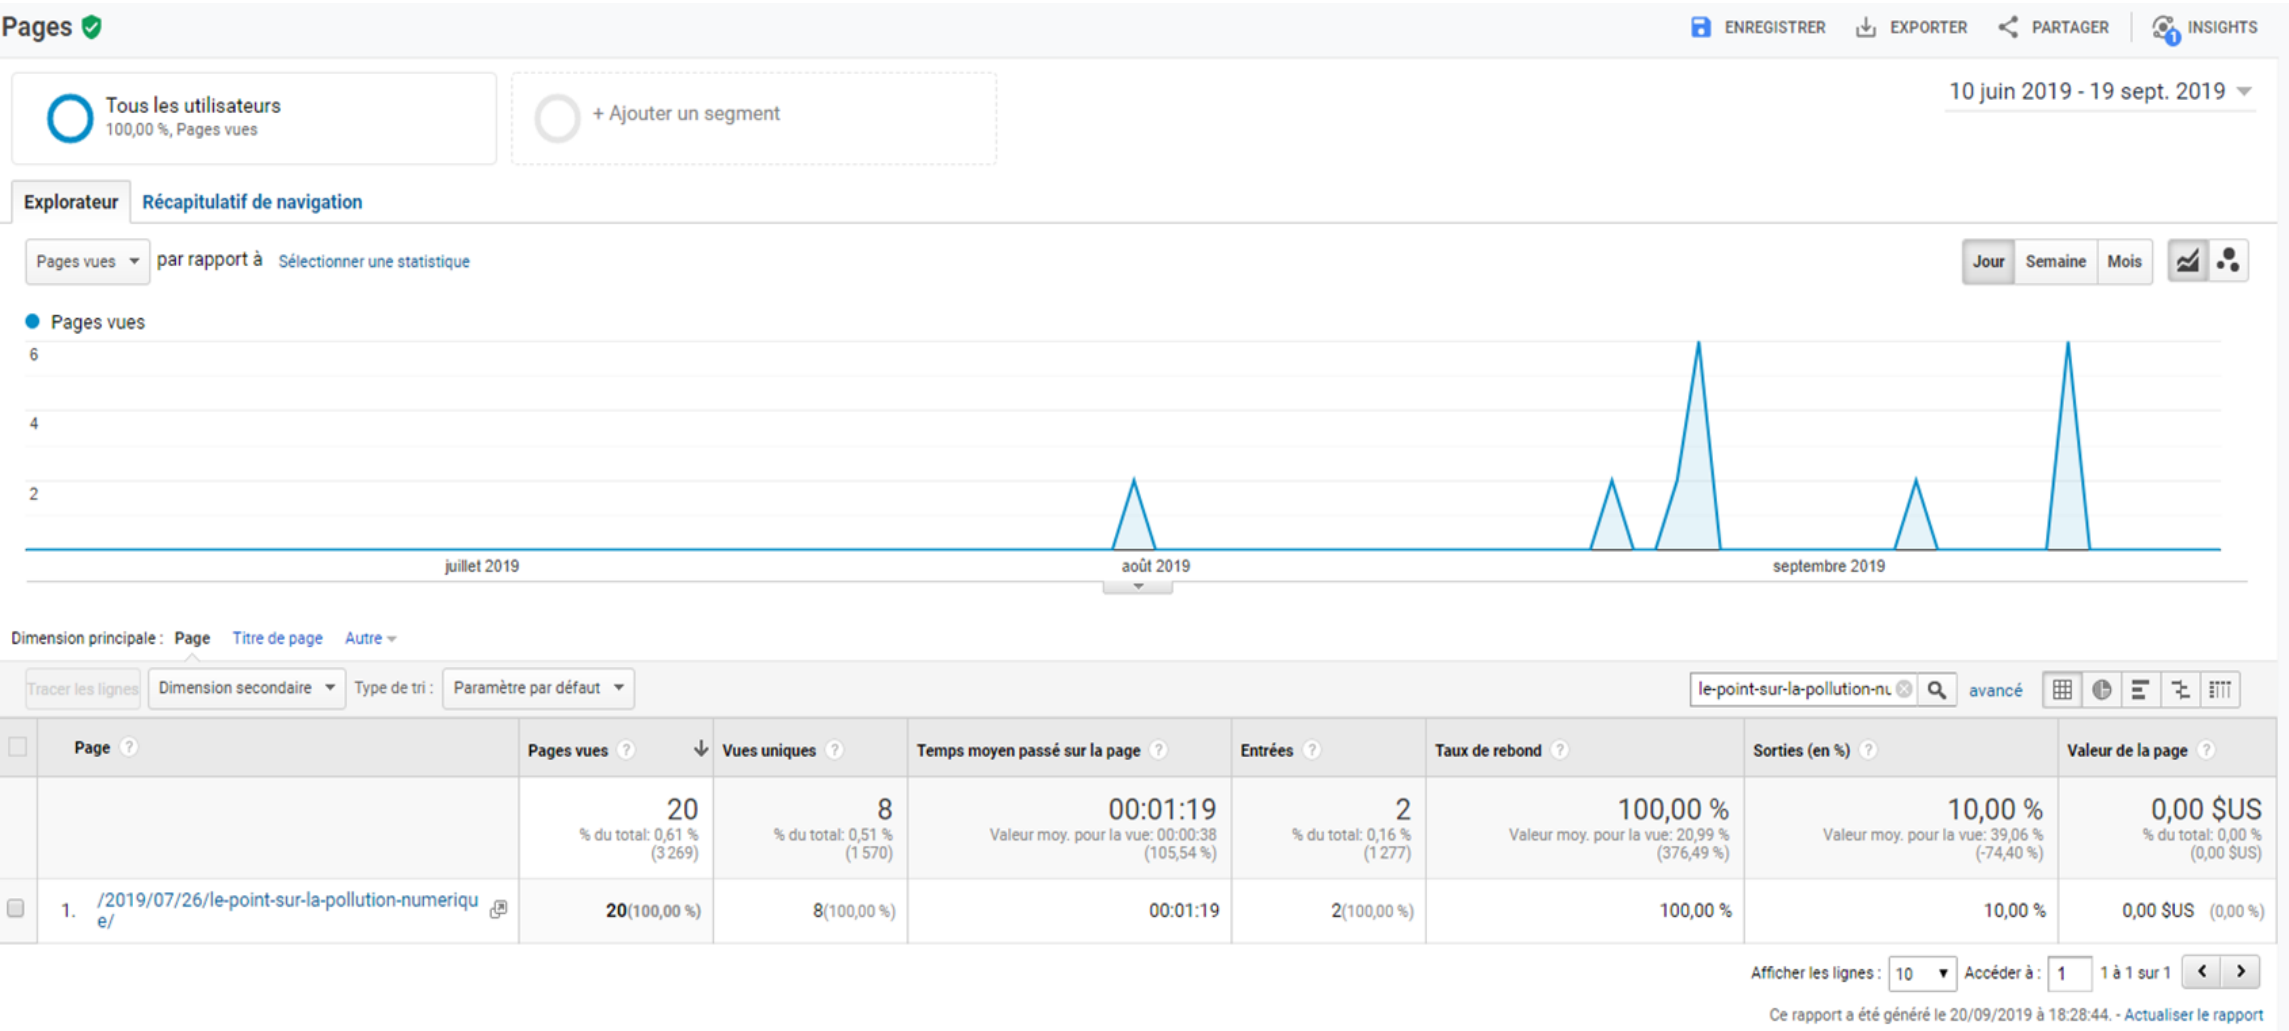 Pages
ENREGISTRER EXPORTER PARTAGER 1 INSIGHTS
Tous les utilisateurs
100,00 %, Pages vues
+ Ajouter un segment
10 juin 2019 - 19 sept. 2019
Explorateur Récapitulatif de navigation
Pages vues par rapport à Sélectionner une statistique
Jour Semaine Mois
Pages vues
6
4
2
juillet 2019 août 2019 septembre 2019
Dimension principale : Page Titre de page Autre
Tracer les lignes Dimension secondaire Type de tri : Paramètre par défaut le-point-sur-la-pollution-nu avancé
Page ? Pages vues ? Vues uniques ? Temps moyen passé sur la page ? Entrées ? Taux de rebond ? Sorties (en %) ? Valeur de la page ?
20 8 00:01:19 2 100,00 % 10,00 % 0,00 $US
% du total: 0,61 % % du total: 0,51 % Valeur moy. pour la vue: 00:00:38 % du total: 0,16 % Valeur moy. pour la vue: 20,99 % Valeur moy. pour la vue: 39,06 % % du total: 0,00 %
(3 269) (1 570) (105,54 %) (1 277) (376,49 %) (-74,40 %) (0,00 $US)
1. /2019/07/26/le-point-sur-la-pollution-numeriqu
e/
20(100,00 %) 8(100,00 %) 00:01:19 2(100,00 %) 100,00 % 10,00 % 0,00 $US (0,00 %)
Afficher les lignes : 10 Accéder à : 1 1 à 1 sur 1
Ce rapport a été généré le 20/09/2019 à 18:28:44. - Actualiser le rapport